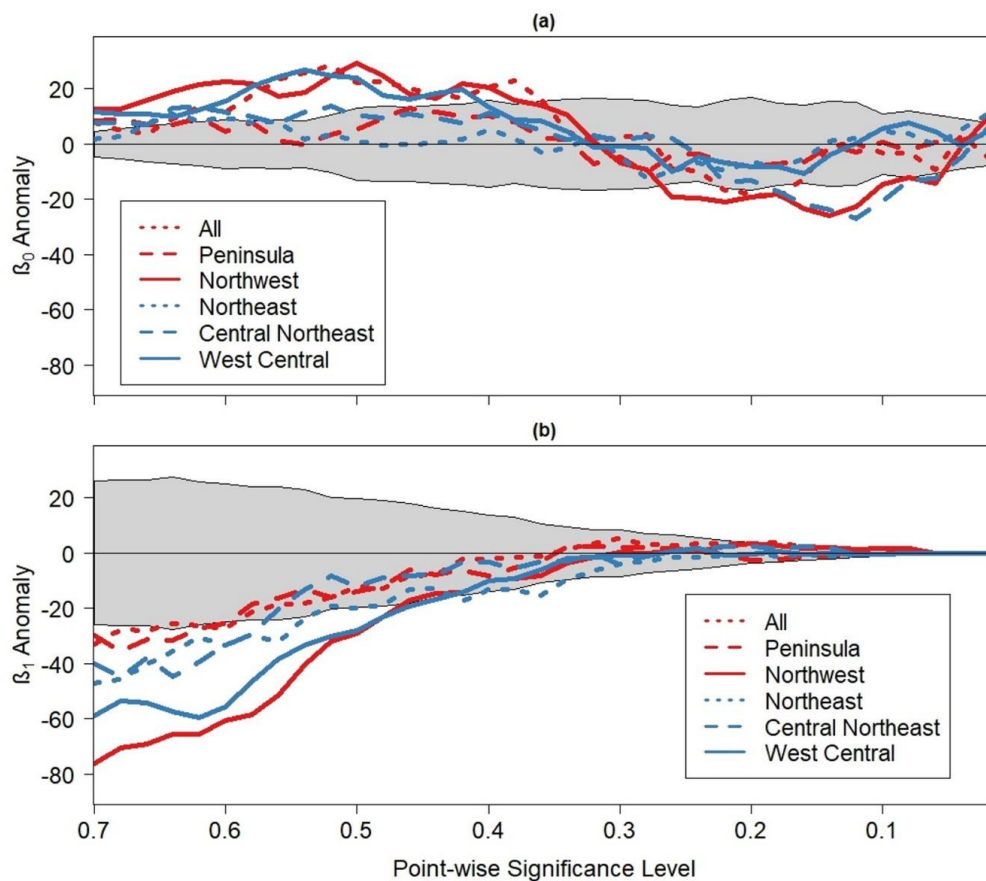 (a)
20
0
-20
-40
-60
-80
ß0 Anomaly
All
Peninsula
Northwest
Northeast
Central Northeast
West Central
(b)
20
0
-20
-40
-60
-80
ß1 Anomaly
All
Peninsula
Northwest
Northeast
Central Northeast
West Central
0.7 0.6 0.5 0.4 0.3 0.2 0.1
Point-wise Significance Level